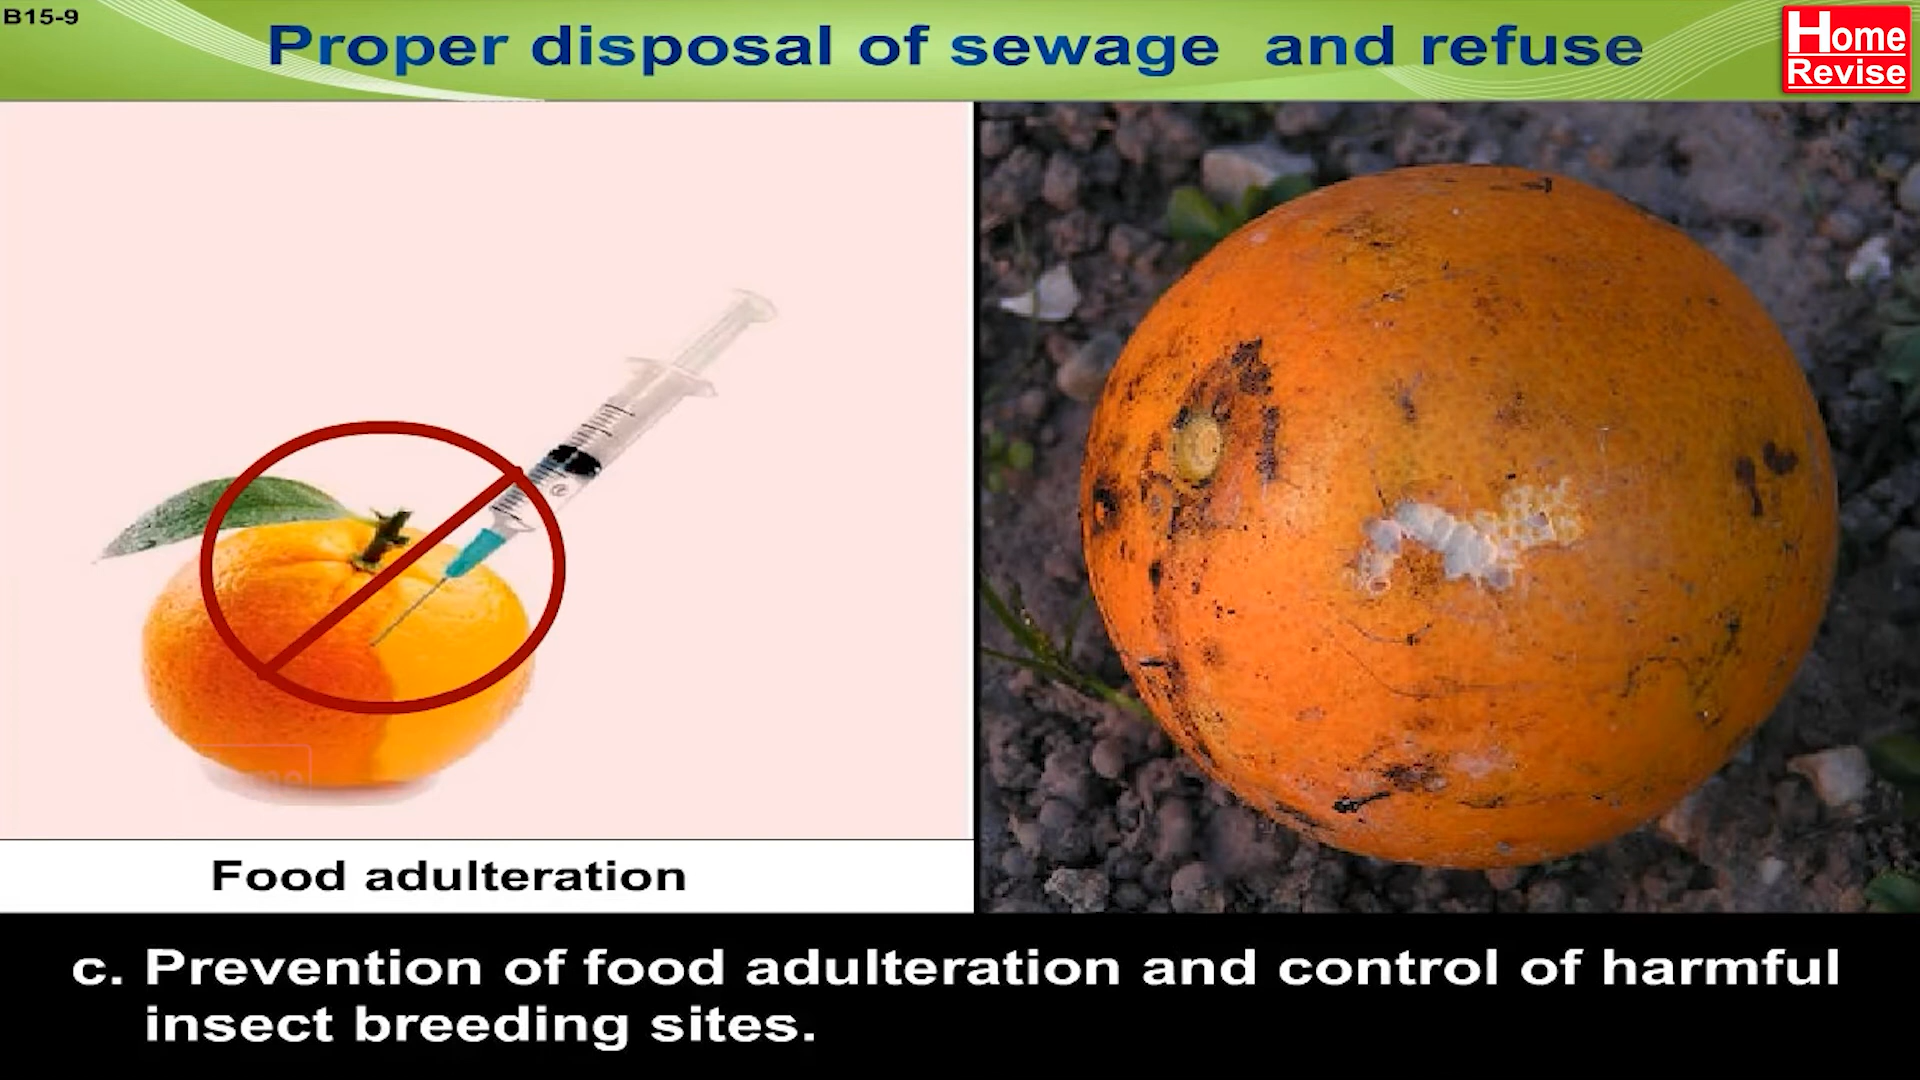 B15-9
Proper disposal of sewage and refuse
Home
Revise
Food adulteration
c. Prevention of food adulteration and control of harmful
insect breeding sites.